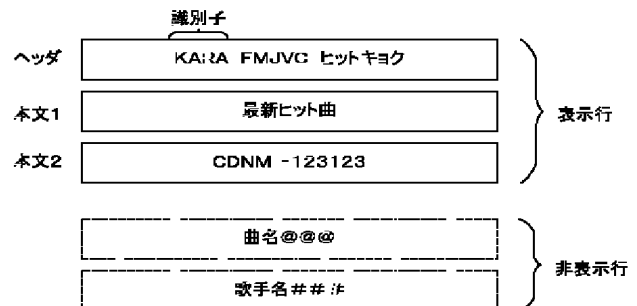 識別子
ヘッダ KARA FMJVC ヒットキョク
本文1 最新ヒット曲
表示行
本文2 CDNM -123123
曲名@@@
非表示行
歌手名###